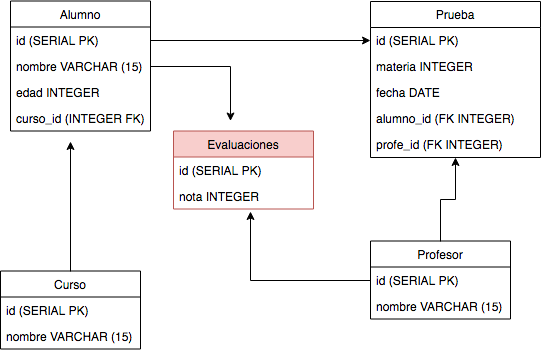 Alumno
id (SERIAL PK)
nombre VARCHAR (15)
edad INTEGER
curso_id (INTEGER FK)
Prueba
id (SERIAL PK)
materia INTEGER
fecha DATE
alumno_id (FK INTEGER)
profe_id (FK INTEGER)
Evaluaciones
id (SERIAL PK)
nota INTEGER
Curso
id (SERIAL PK)
nombre VARCHAR (15)
Profesor
id (SERIAL PK)
nombre VARCHAR (15)